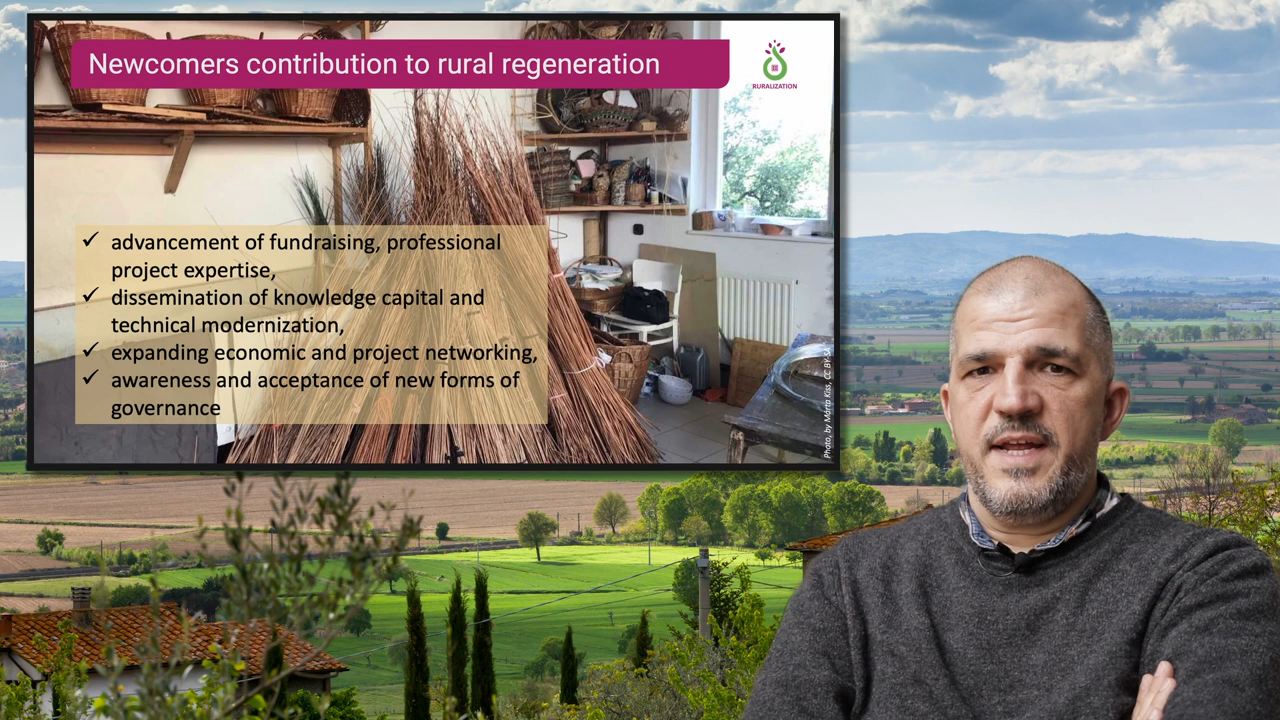 Newcomers contribution to rural regeneration
RURALIZATION
✓ advancement of fundraising, professional
project expertise,
✓ dissemination of knowledge capital and
technical modernization,
✓ expanding economic and project networking,
✓ awareness and acceptance of new forms of
governance
Photo, by Márta Kiss, CC BY-SA